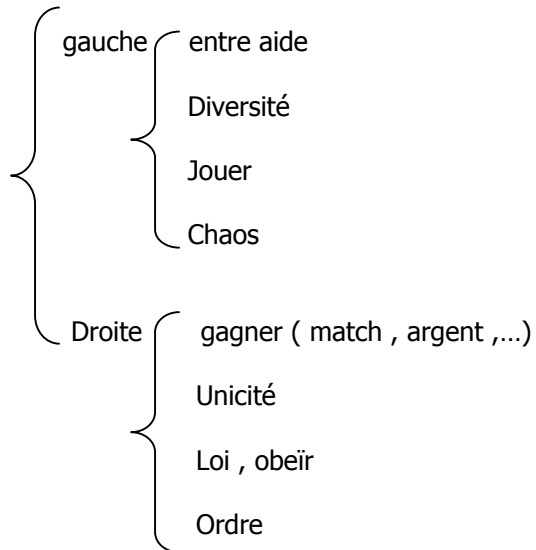 gauche entre aide
Diversité
Jouer
Chaos
Droite gagner ( match , argent ,...)
Unicité
Loi , obeïr
Ordre